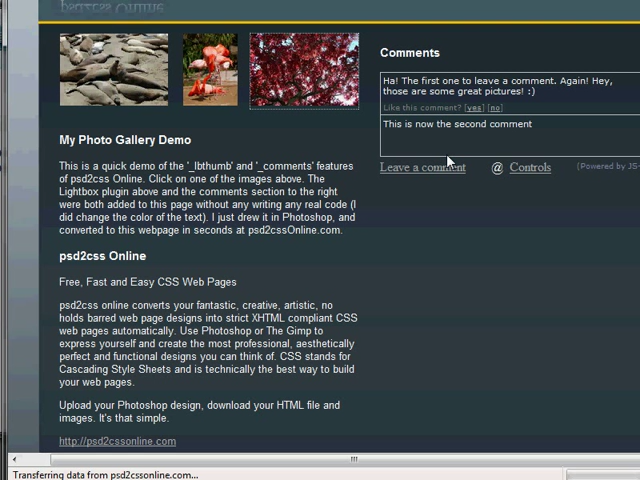 psd2css Online
My Photo Gallery Demo
This is a quick demo of the '_lbthumb' and '_comments' features
of psd2css Online. Click on one of the images above. The
Lightbox plugin above and the comments section to the right
were both added to this page without any writing any real code (I
did change the color of the text). I just drew it in Photoshop, and
converted to this webpage in seconds at psd2cssOnline.com.
psd2css Online
Free, Fast and Easy CSS Web Pages
psd2css online converts your fantastic, creative, artistic, no
holds barred web page designs into strict XHTML compliant CSS
web pages automatically. Use Photoshop or The Gimp to
express yourself and create the most professional, aesthetically
perfect and functional designs you can think of. CSS stands for
Cascading Style Sheets and is technically the best way to build
your web pages.
Upload your Photoshop design, download your HTML file and
images. It's that simple.
http://psd2cssonline.com
Comments
Ha! The first one to leave a comment. Again! Hey,
those are some great pictures! :)
Like this comment? [yes] [no]
This is now the second comment
Leave a comment @ Controls (Powered by JS-
Transferring data from psd2cssonline.com...